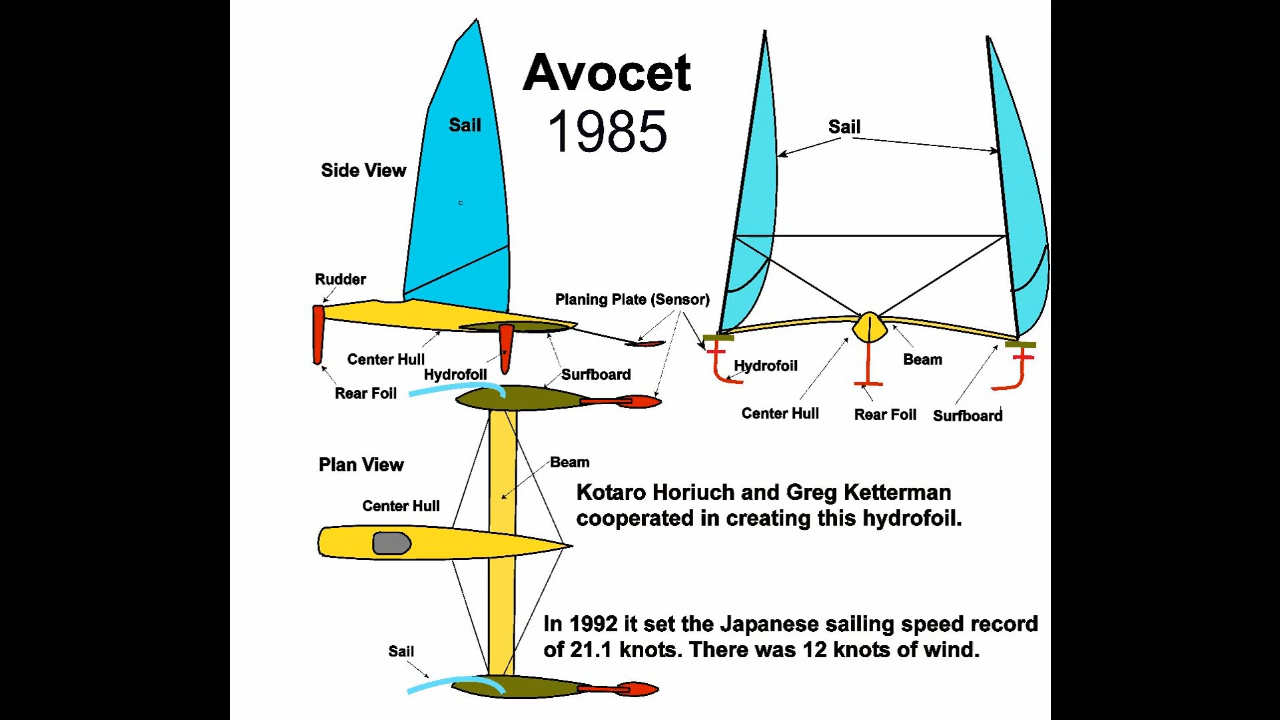 Avocet
1985
Sail
Side View
Rudder
Planing Plate (Sensor)
Center Hull
Hydrofoil
Surfboard
Rear Foil
Sail
Hydrofoil
Beam
Center Hull
Rear Foil
Surfboard
Plan View
Beam
Center Hull
Sail
Kotaro Horiuch and Greg Ketterman
cooperated in creating this hydrofoil.
In 1992 it set the Japanese sailing speed record
of 21.1 knots. There was 12 knots of wind.